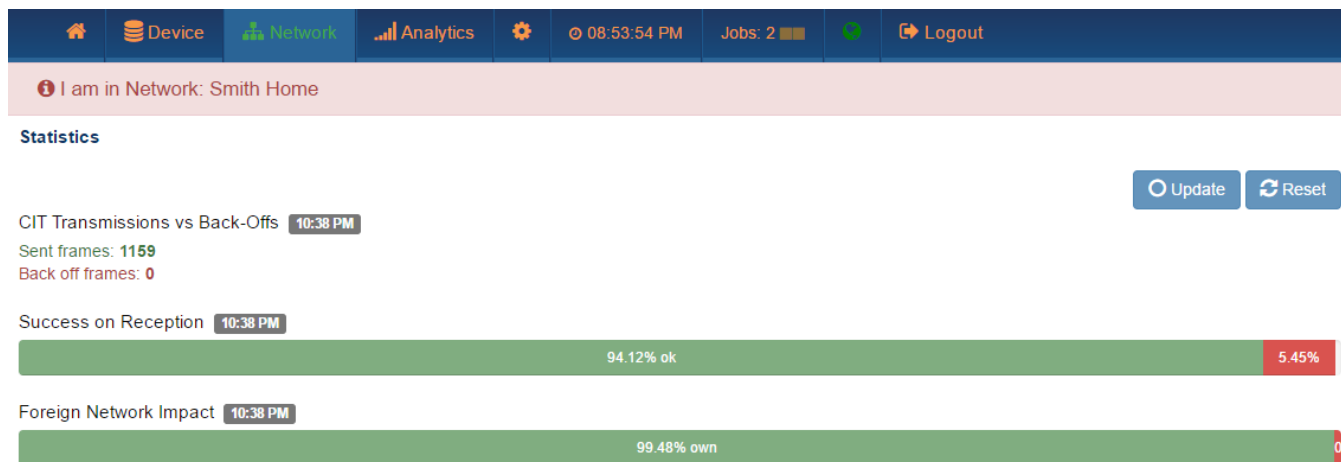 Device Network Analytics 08:53:54 PM Jobs: 2 Logout
I am in Network: Smith Home
Statistics
Update Reset
CIT Transmissions vs Back-Offs 10:38 PM
Sent frames: 1159
Back off frames: 0
Success on Reception 10:38 PM
94.12% ok 5.45%
Foreign Network Impact 10:38 PM
99.48% own